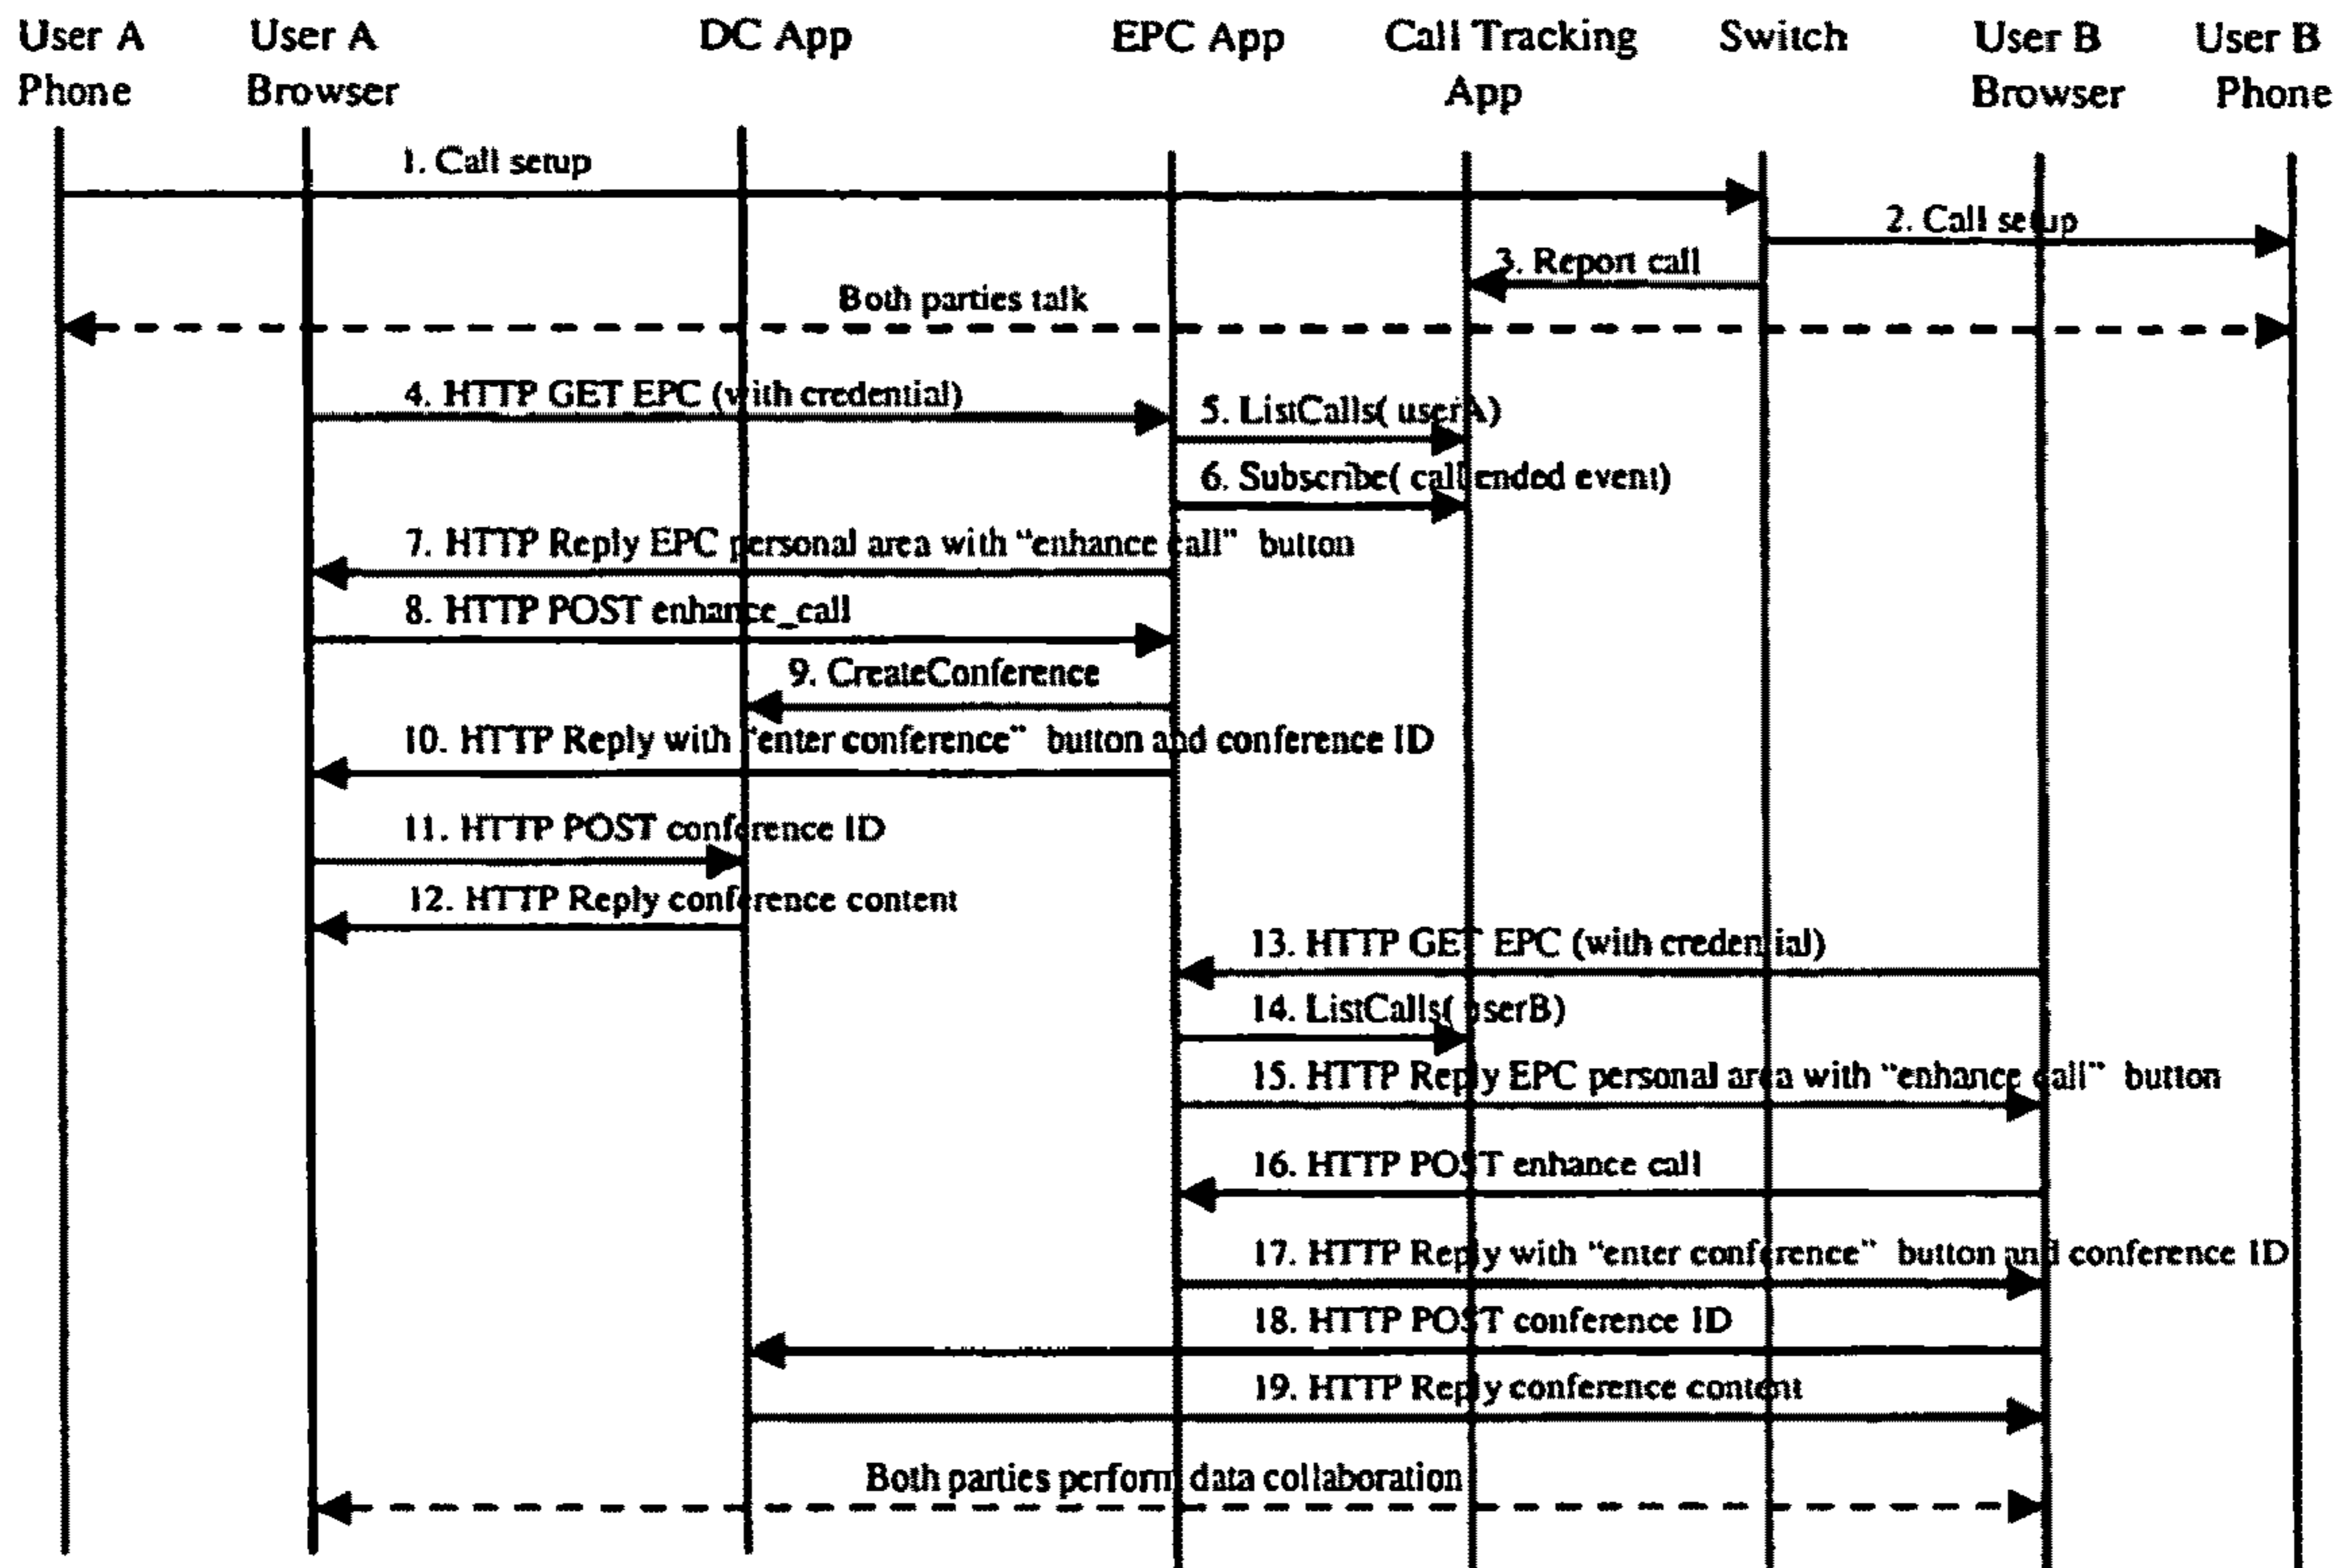 User A Phone
User A Browser
DC App
EPC App
Call Tracking App
Switch
User B Browser
User B Phone
1. Call setup
2. Call setup
3. Report call
Both parties talk
4. HTTP GET EPC (with credential)
5. ListCalls( userA)
6. Subscribe( call ended event)
7. HTTP Reply EPC personal area with “enhance call” button
8. HTTP POST enhance_call
9. CreateConference
10. HTTP Reply with “enter conference” button and conference ID
11. HTTP POST conference ID
12. HTTP Reply conference content
13. HTTP GET EPC (with credential)
14. ListCalls( userB)
15. HTTP Reply EPC personal area with “enhance call” button
16. HTTP POST enhance call
17. HTTP Reply with “enter conference” button and conference ID
18. HTTP POST conference ID
19. HTTP Reply conference content
Both parties perform data collaboration